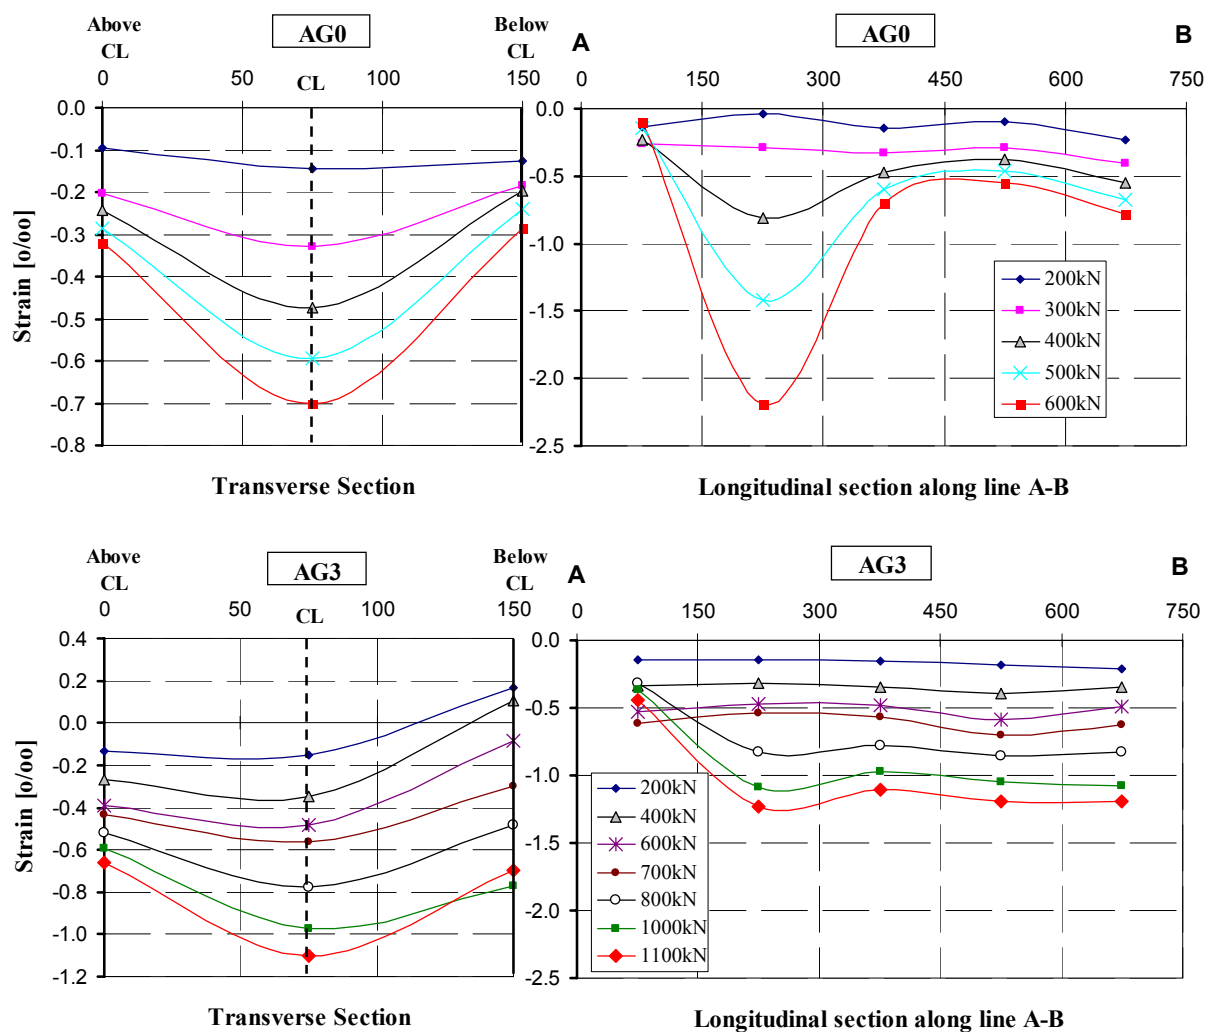 Above
CL
AG0
Below
CL
0
50
CL
100
150
0.0
-0.1
-0.2
-0.3
-0.4
-0.5
-0.6
-0.7
-0.8
Strain [o/oo]
Transverse Section
A
AG0
B
0
150
300
450
600
750
0.0
-0.5
-1.0
-1.5
-2.0
-2.5
200kN
300kN
400kN
500kN
600kN
Longitudinal section along line A-B
Above
CL
AG3
Below
CL
0
50
CL
100
150
0.4
0.2
0.0
-0.2
-0.4
-0.6
-0.8
-1.0
-1.2
Strain [o/oo]
Transverse Section
A
AG3
B
0
150
300
450
600
750
0.0
-0.5
-1.0
-1.5
-2.0
-2.5
200kN
400kN
600kN
700kN
800kN
1000kN
1100kN
Longitudinal section along line A-B